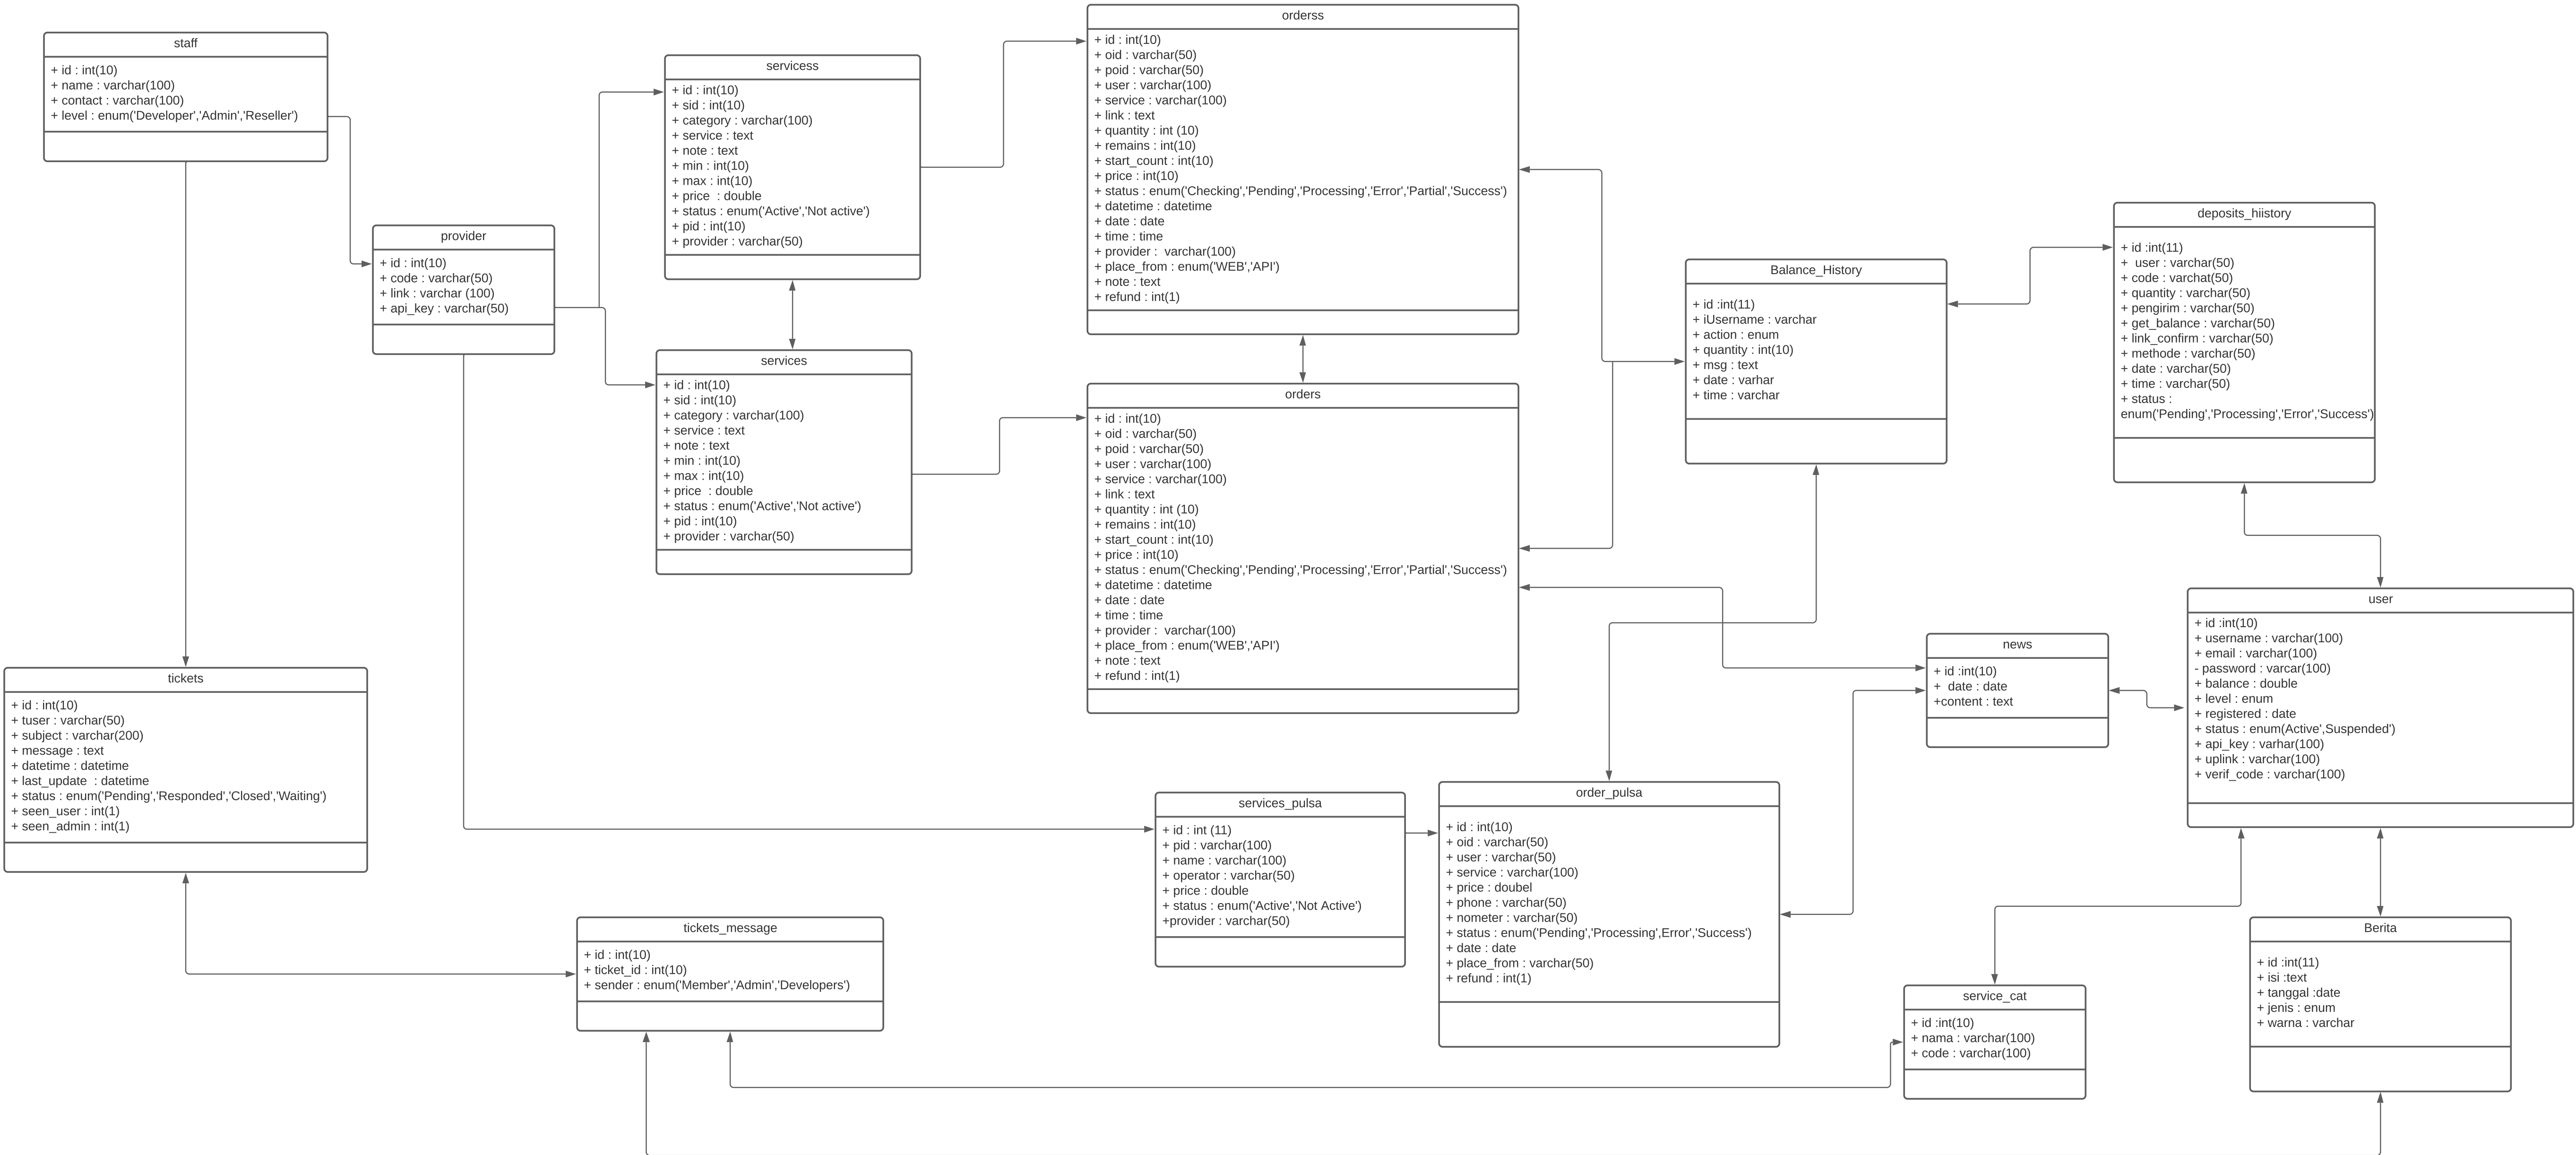 staff
+ id : int(10)
+ name : varchar(100)
+ contact : varchar(100)
+ level : enum('Developer','Admin','Reseller')
provider
+ id : int(10)
+ code : varchar(50)
+ link : varchar (100)
+ api_key : varchar(50)
servicess
+ id : int(10)
+ sid : int(10)
+ category : varchar(100)
+ service : text
+ note : text
+ min : int(10)
+ max : int(10)
+ price  : double
+ status : enum('Active','Not active')
+ pid : int(10)
+ provider : varchar(50)
services
+ id : int(10)
+ sid : int(10)
+ category : varchar(100)
+ service : text
+ note : text
+ min : int(10)
+ max : int(10)
+ price  : double
+ status : enum('Active','Not active')
+ pid : int(10)
+ provider : varchar(50)
orderss
+ id : int(10)
+ oid : varchar(50)
+ poid : varchar(50)
+ user : varchar(100)
+ service : varchar(100)
+ link : text
+ quantity : int (10)
+ remains : int(10)
+ start_count : int(10)
+ price : int(10)
+ status : enum('Checking','Pending','Processing','Error','Partial','Success')
+ datetime : datetime
+ date : date
+ time : time
+ provider :  varchar(100)
+ place_from : enum('WEB','API')
+ note : text
+ refund : int(1)
orders
+ id : int(10)
+ oid : varchar(50)
+ poid : varchar(50)
+ user : varchar(100)
+ service : varchar(100)
+ link : text
+ quantity : int (10)
+ remains : int(10)
+ start_count : int(10)
+ price : int(10)
+ status : enum('Checking','Pending','Processing','Error','Partial','Success')
+ datetime : datetime
+ date : date
+ time : time
+ provider :  varchar(100)
+ place_from : enum('WEB','API')
+ note : text
+ refund : int(1)
Balance_History
+ id :int(11)
+ iUsername : varchar
+ action : enum
+ quantity : int(10)
+ msg : text
+ date : varhar
+ time : varchar
deposits_hiistory
+ id :int(11)
+  user : varchar(50)
+ code : varchat(50)
+ quantity : varchar(50)
+ pengirim : varchar(50)
+ get_balance : varchar(50)
+ link_confirm : varchar(50)
+ methode : varchar(50)
+ date : varchar(50)
+ time : varchar(50)
+ status :
enum('Pending','Processing','Error','Success')
user
+ id :int(10)
+ username : varchar(100)
+ email : varchar(100)
- password : varcar(100)
+ balance : double
+ level : enum
+ registered : date
+ status : enum(Active',Suspended')
+ api_key : varhar(100)
+ uplink : varchar(100)
+ verif_code : varchar(100)
news
+ id :int(10)
+  date : date
+content : text
tickets
+ id : int(10)
+ tuser : varchar(50)
+ subject : varchar(200)
+ message : text
+ datetime : datetime
+ last_update  : datetime
+ status : enum('Pending','Responded','Closed','Waiting')
+ seen_user : int(1)
+ seen_admin : int(1)
tickets_message
+ id : int(10)
+ ticket_id : int(10)
+ sender : enum('Member','Admin','Developers')
services_pulsa
+ id : int (11)
+ pid : varchar(100)
+ name : varchar(100)
+ operator : varchar(50)
+ price : double
+ status : enum('Active','Not Active')
+provider : varchar(50)
order_pulsa
+ id : int(10)
+ oid : varchar(50)
+ user : varchar(50)
+ service : varchar(100)
+ price : doubel
+ phone : varchar(50)
+ nometer : varchar(50)
+ status : enum('Pending','Processing',Error','Success')
+ date : date
+ place_from : varchar(50)
+ refund : int(1)
service_cat
+ id :int(10)
+ nama : varchar(100)
+ code : varchar(100)
Berita
+ id :int(11)
+ isi :text
+ tanggal :date
+ jenis : enum
+ warna : varchar